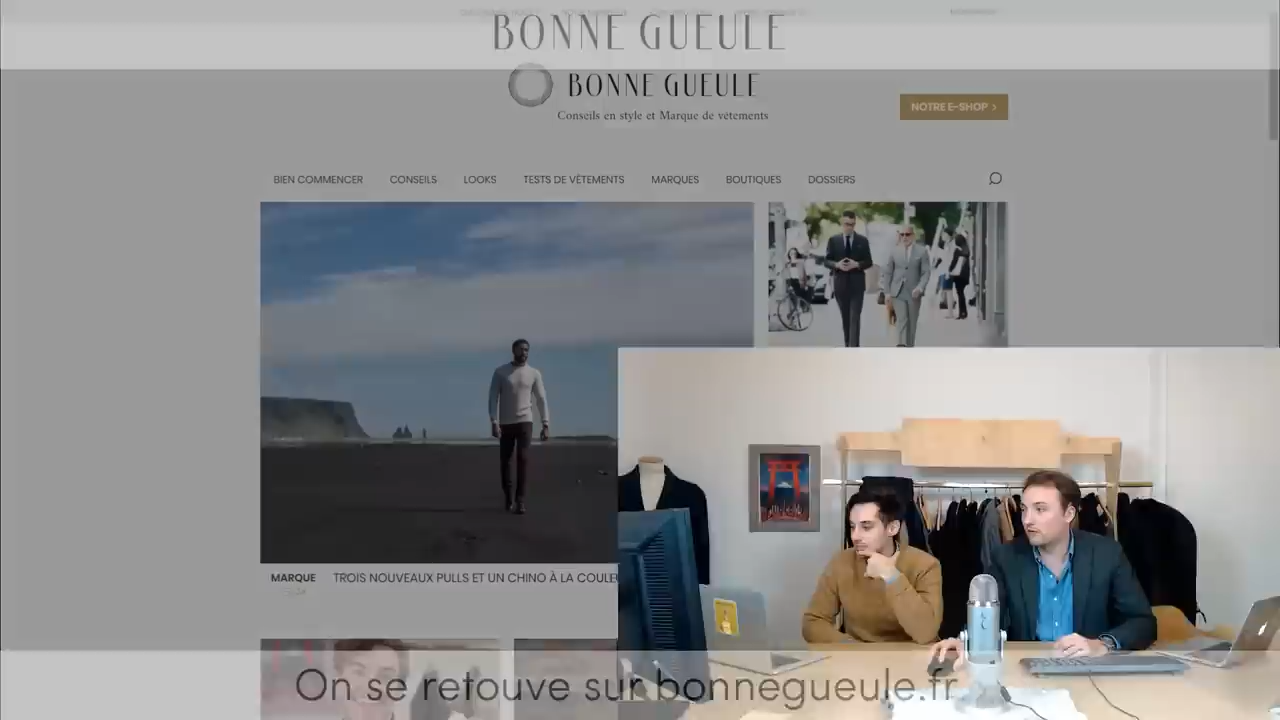 BONNE GUEULE
BONNE GUEULE
Conseils en style et Marque de vêtements
NOTRE E-SHOP >
BIEN COMMENCER CONSEILS LOOKS TESTS DE VÊTEMENTS MARQUES BOUTIQUES DOSSIERS
MARQUE TROIS NOUVEAUX PULLS ET UN CHINO À LA COULEU
On se retouve sur bonnegueule.fr